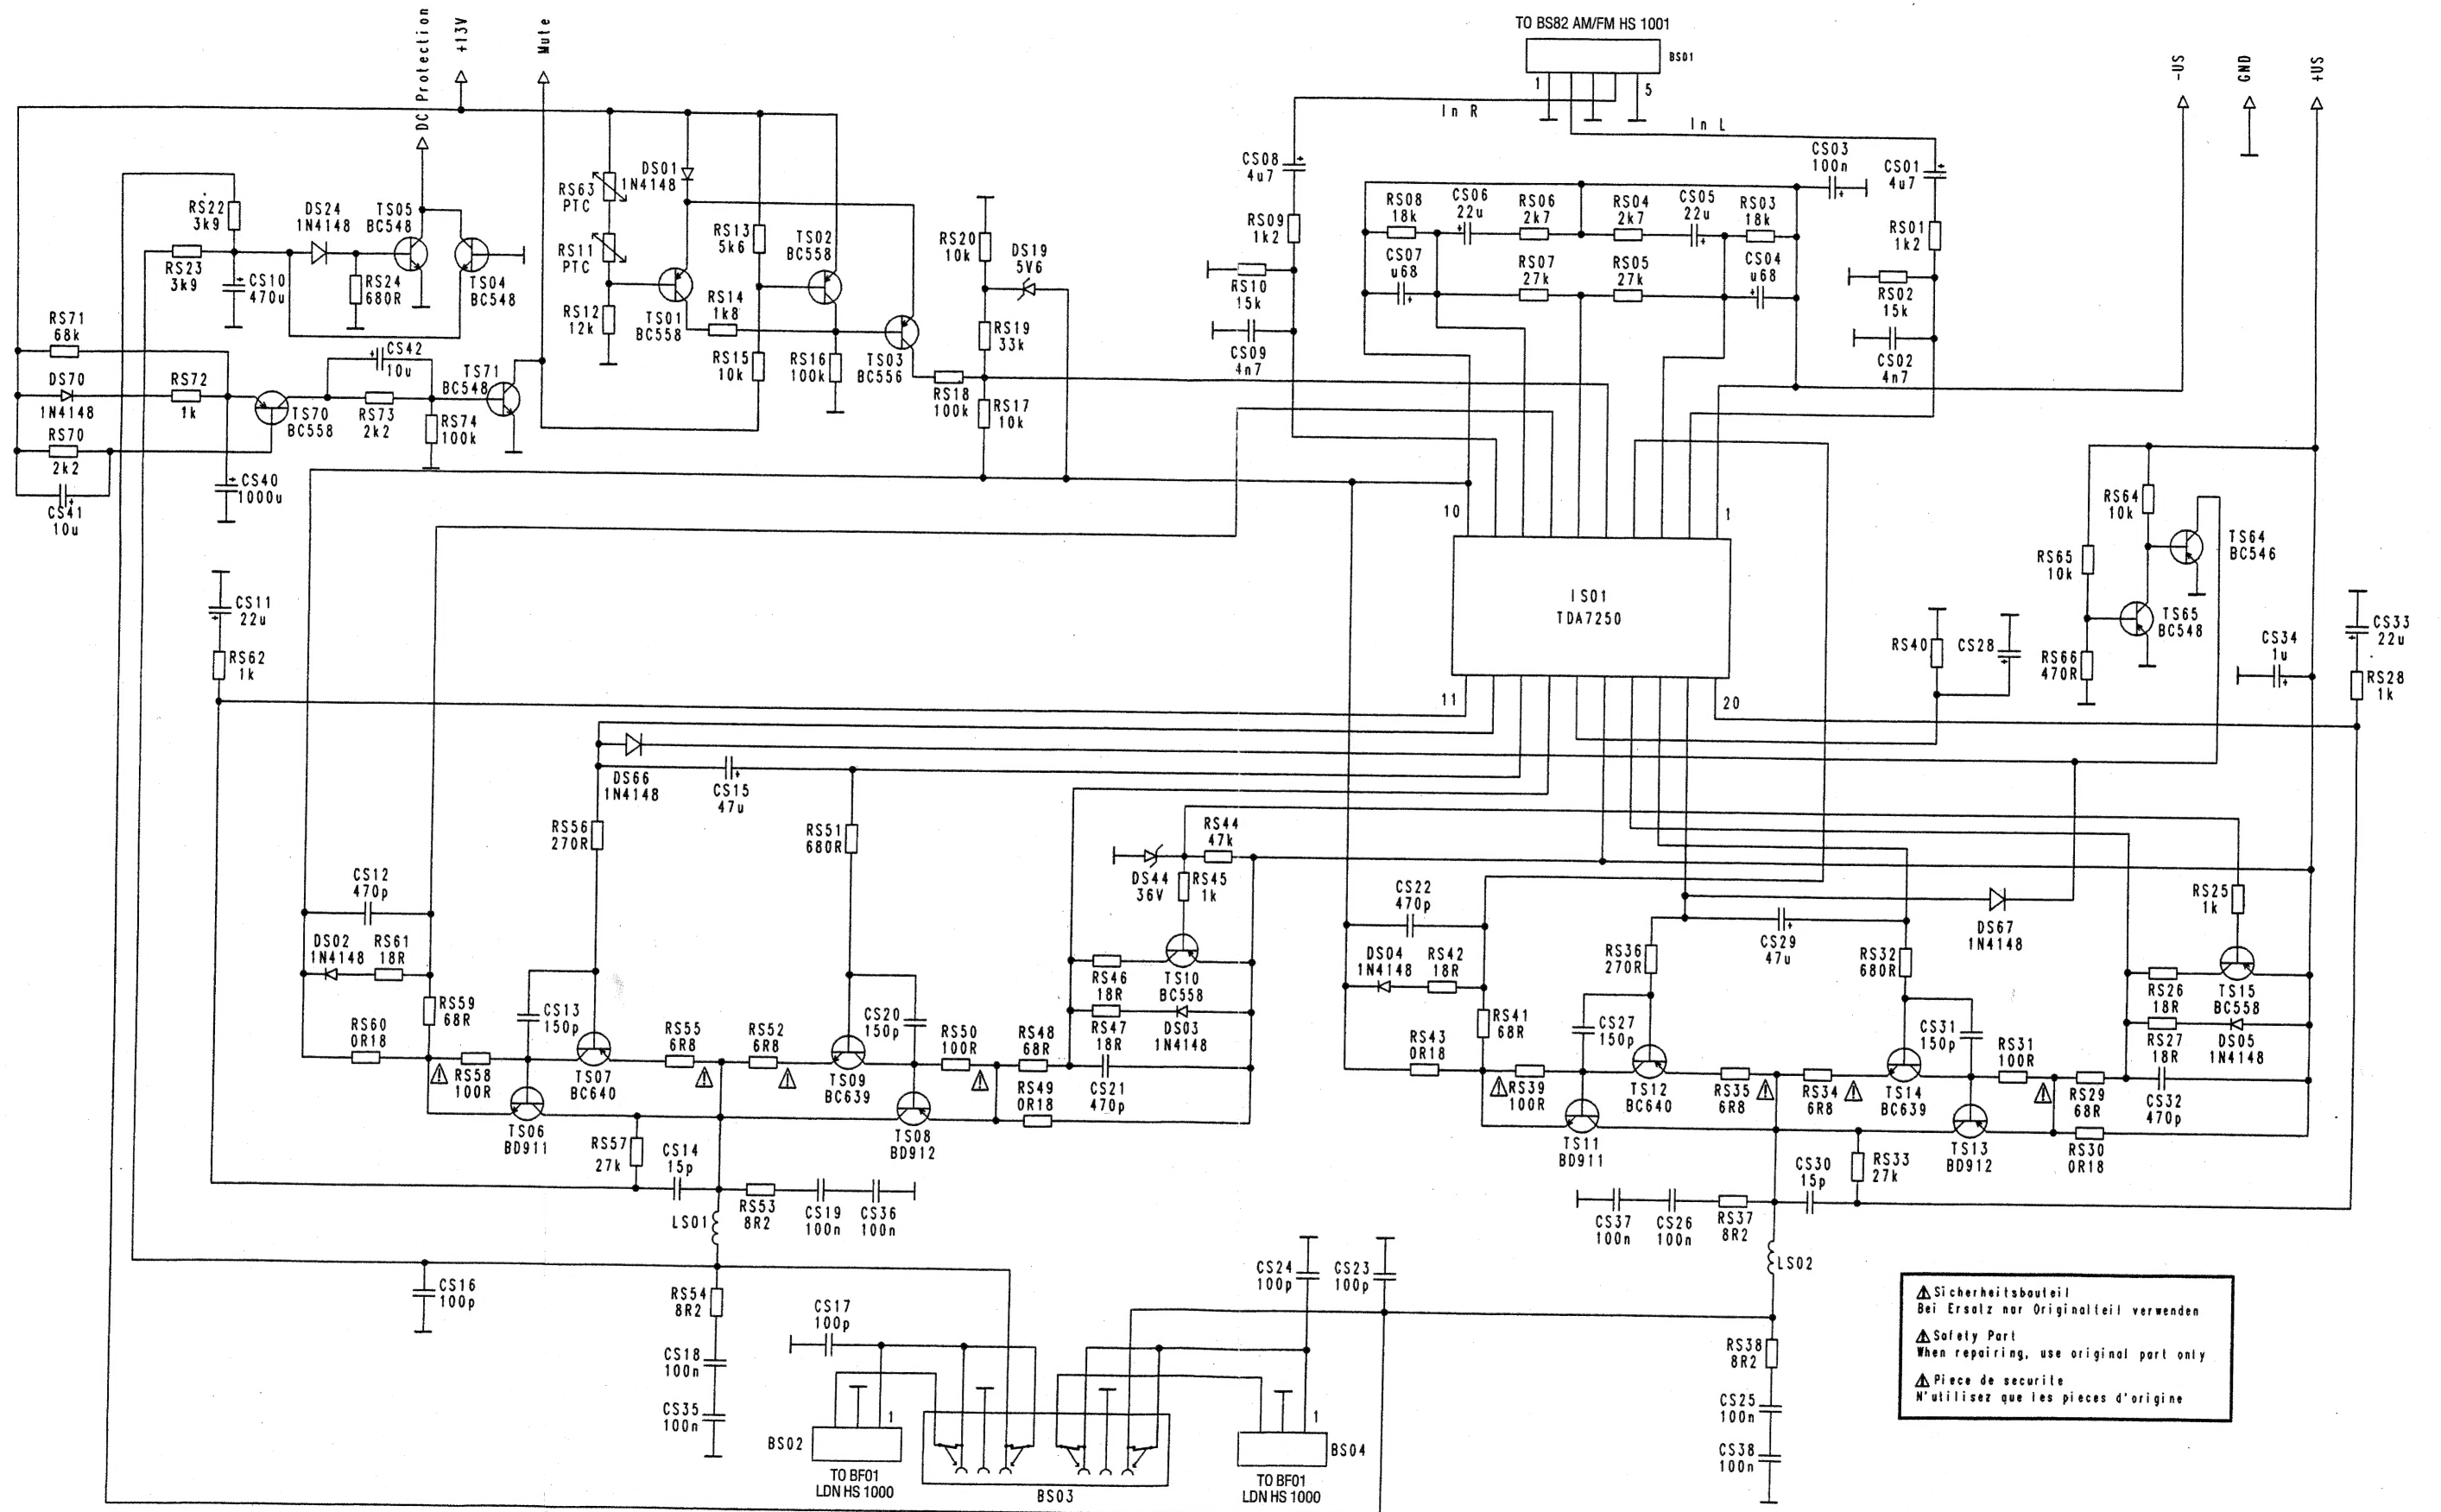 TO BS82 AM/FM HS 1001
BS01
1
5
In R
In L
DC Protection
+13V
Mute
-US
GND
+US
RS22
3k9
DS24
1N4148
TS05
BC548
RS23
3k9
CS10
470u
RS24
680R
TS04
BC548
RS71
68k
DS70
1N4148
RS72
1k
RS70
2k2
CS41
10u
TS70
BC558
CS42
10u
RS73
2k2
RS74
100k
TS71
BC548
CS40
1000u
RS63
PTC
DS01
1N4148
RS11
PTC
RS12
12k
TS01
BC558
RS13
5k6
RS14
1k8
RS15
10k
TS02
BC558
RS16
100k
TS03
BC556
RS18
100k
RS20
10k
DS19
5V6
RS19
33k
RS17
10k
CS08
4u7
RS09
1k2
RS10
15k
CS09
4n7
RS08
18k
CS06
22u
RS06
2k7
RS04
2k7
CS05
22u
RS03
18k
CS07
u68
RS07
27k
RS05
27k
CS04
u68
CS03
100n
CS01
4u7
RS01
1k2
RS02
15k
CS02
4n7
10
1
IS01
TDA7250
11
20
RS64
10k
TS64
BC546
RS65
10k
TS65
BC548
RS66
470R
RS40
CS28
CS34
1u
CS33
22u
RS28
1k
CS11
22u
RS62
1k
DS66
1N4148
CS15
47u
RS56
270R
RS51
680R
RS44
47k
DS44
36V
RS45
1k
CS12
470p
DS02
1N4148
RS61
18R
RS59
68R
RS60
0R18
RS58
100R
CS13
150p
TS07
BC640
TS06
BD911
RS55
6R8
RS52
6R8
TS09
BC639
CS20
150p
RS50
100R
TS08
BD912
RS48
68R
RS49
0R18
RS46
18R
TS10
BC558
RS47
18R
DS03
1N4148
CS21
470p
RS57
27k
CS14
15p
RS53
8R2
CS19
100n
CS36
100n
LS01
CS16
100p
RS54
8R2
CS18
100n
CS35
100n
CS17
100p
CS24
100p
CS23
100p
1
BS02
TO BF01
LDN HS 1000
BS03
1
BS04
TO BF01
LDN HS 1000
CS22
470p
DS04
1N4148
RS42
18R
RS41
68R
RS43
0R18
RS39
100R
RS36
270R
CS27
150p
TS12
BC640
TS11
BD911
CS29
47u
DS67
1N4148
RS32
680R
RS35
6R8
RS34
6R8
TS14
BC639
CS31
150p
RS31
100R
TS13
BD912
RS29
68R
RS30
0R18
RS25
1k
RS26
18R
TS15
BC558
RS27
18R
DS05
1N4148
CS32
470p
CS30
15p
RS33
27k
CS37
100n
CS26
100n
RS37
8R2
LS02
RS38
8R2
CS25
100n
CS38
100n
Sicherheitsbauteil
Bei Ersatz nur Originalteil verwenden
Safety Part
When repairing, use original part only
Piece de securite
N'utilisez que les pieces d'origine